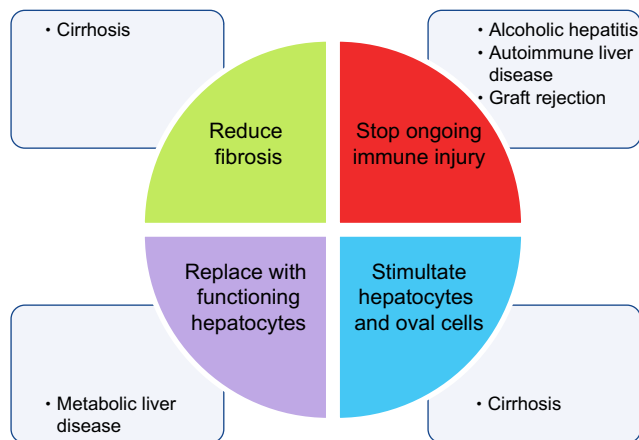 • Cirrhosis
• Alcoholic hepatitis
• Autoimmune liver
disease
• Graft rejection
Reduce
fibrosis
Stop ongoing
immune injury
Replace with
functioning
hepatocytes
Stimultate
hepatocytes
and oval cells
• Metabolic liver
disease
• Cirrhosis